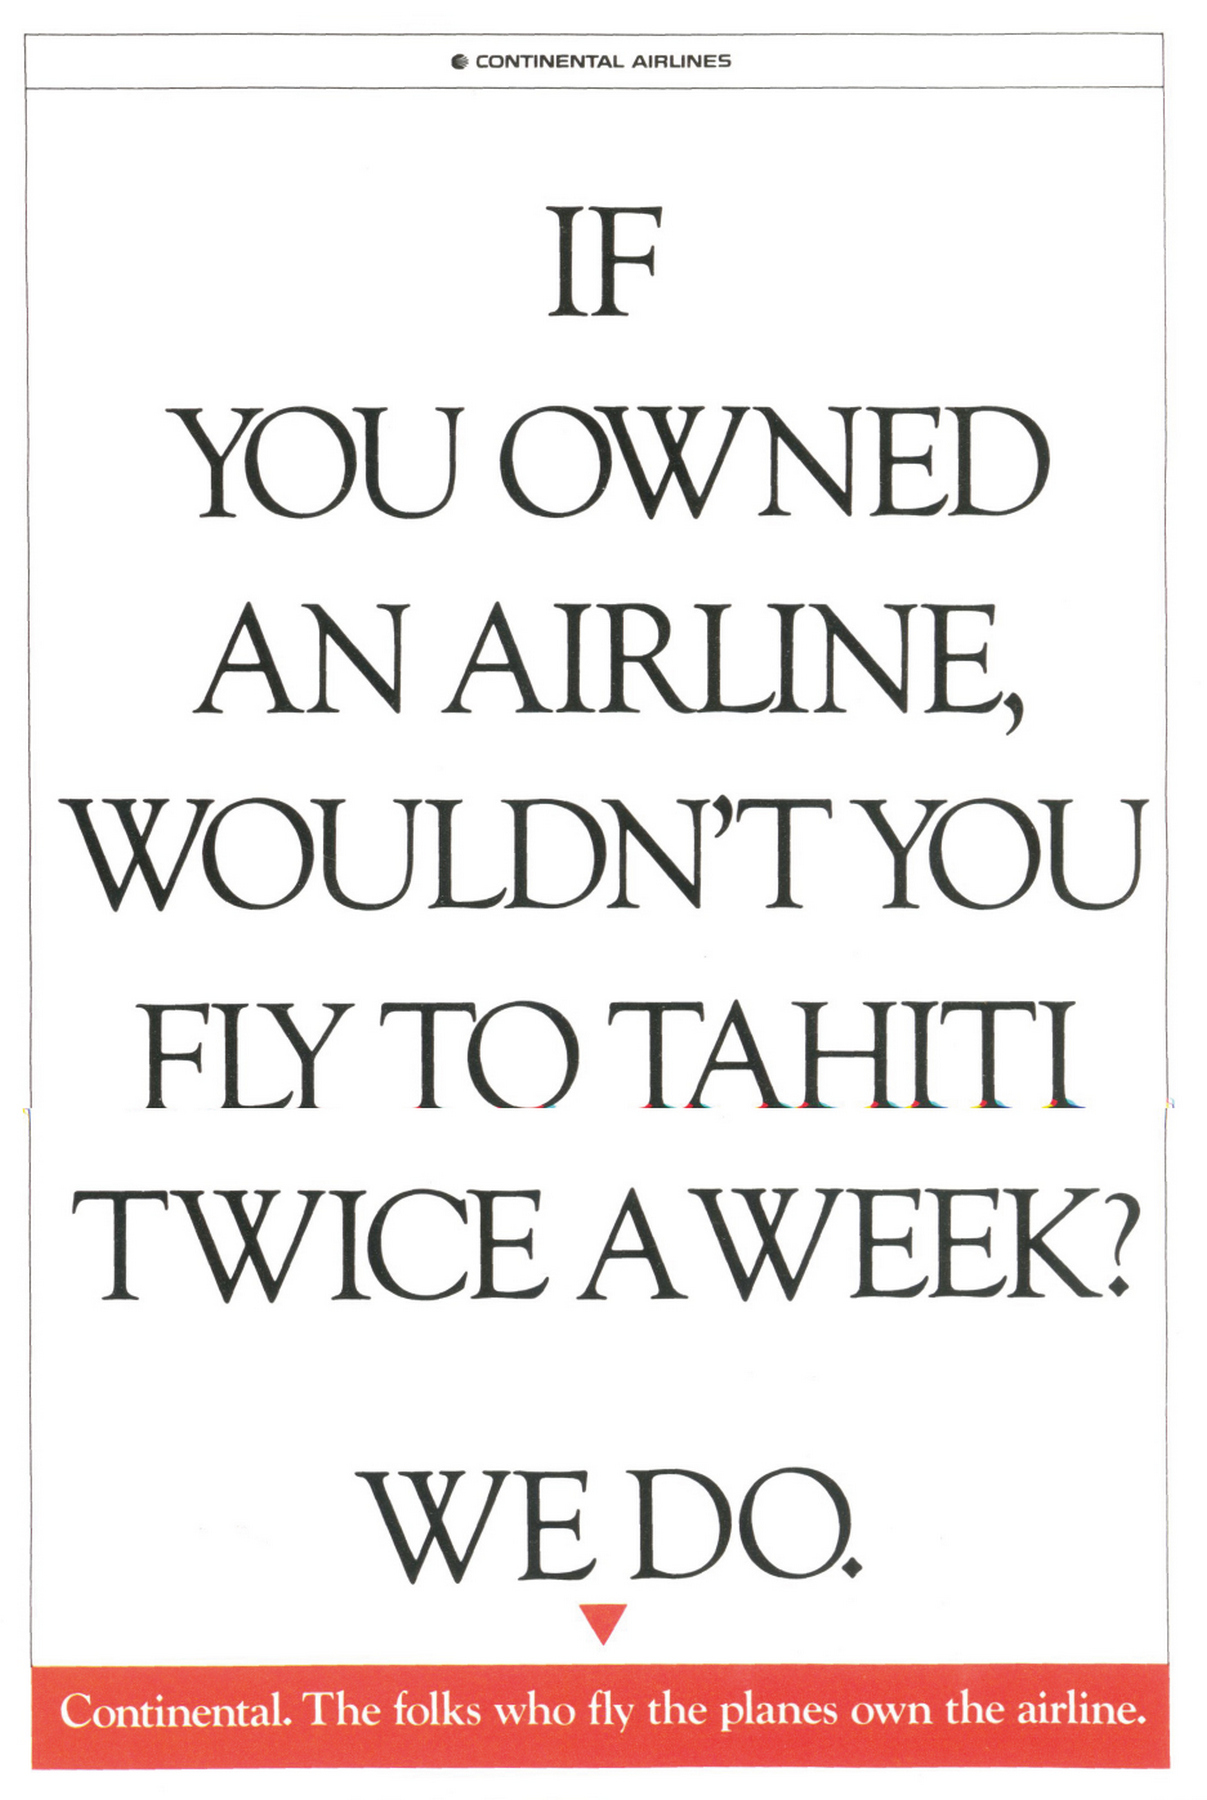 CONTINENTAL AIRLINES
IF
YOU OWNED
AN AIRLINE,
WOULDN'T YOU
FLY TO TAHITI
TWICE A WEEK?
WE DO.
Continental. The folks who fly the planes own the airline.